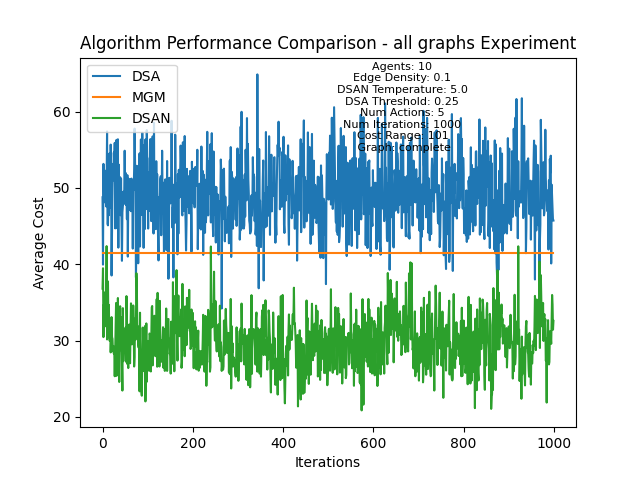 Algorithm Performance Comparison - all graphs Experiment
DSA
MGM
DSAN
Agents: 10
Edge Density: 0.1
DSAN Temperature: 5.0
DSA Threshold: 0.25
Num Actions: 5
Num Iterations: 1000
Cost Range: 101
Graph: complete
Average Cost
60
50
40
30
20
0
200
400
600
800
1000
Iterations